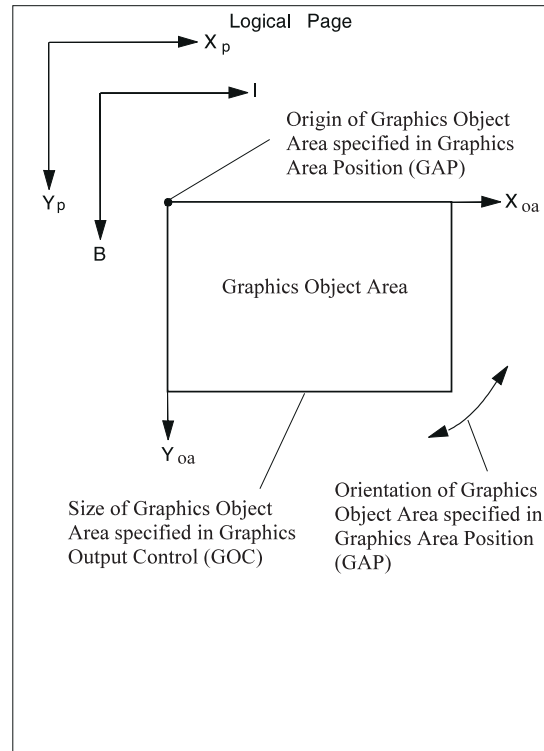 Logical Page
X p
I
Origin of Graphics Object
Area specified in Graphics
Area Position (GAP)
Y p
X oa
B
Graphics Object Area
Y oa
Size of Graphics Object
Area specified in Graphics
Output Control (GOC)
Orientation of Graphics
Object Area specified in
Graphics Area Position
(GAP)